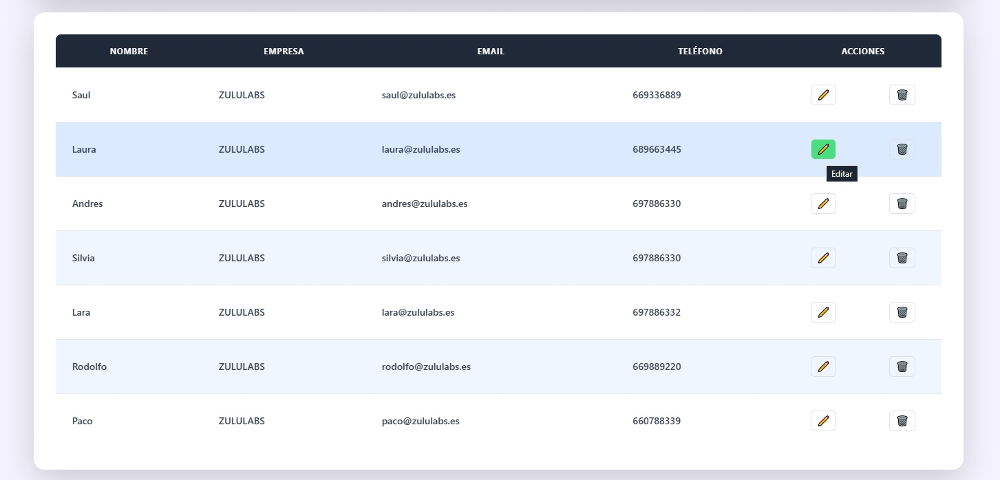 NOMBRE EMPRESA EMAIL TELÉFONO ACCIONES
Saul ZULULABS saul@zululabs.es 669336889
Laura ZULULABS laura@zululabs.es 689663445
Editar
Andres ZULULABS andres@zululabs.es 697886330
Silvia ZULULABS silvia@zululabs.es 697886330
Lara ZULULABS lara@zululabs.es 697886332
Rodolfo ZULULABS rodolfo@zululabs.es 669889220
Paco ZULULABS paco@zululabs.es 660788339